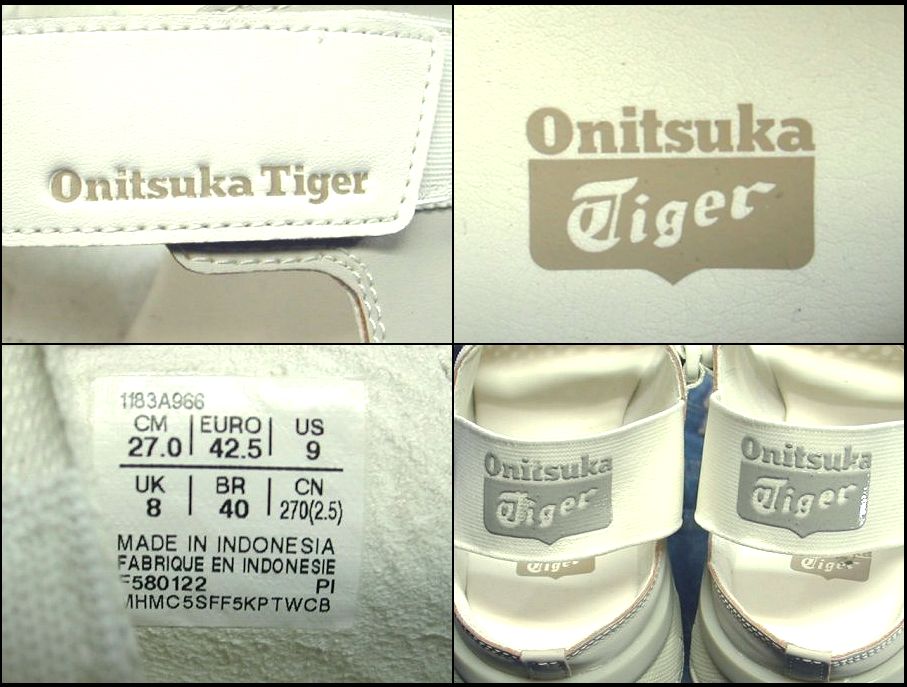 Onitsuka Tiger
Onitsuka
Tiger
1183A966
CM EURO US
27.0 42.5 9
UK BR CN
8 40 270(2.5)
MADE IN INDONESIA
FABRIQUE EN INDONESIE
F580122 PI
MHMC5SFF5KPTWCB
Onitsuka
Tiger
Tiger
Onitsuka
Tiger
Tiger